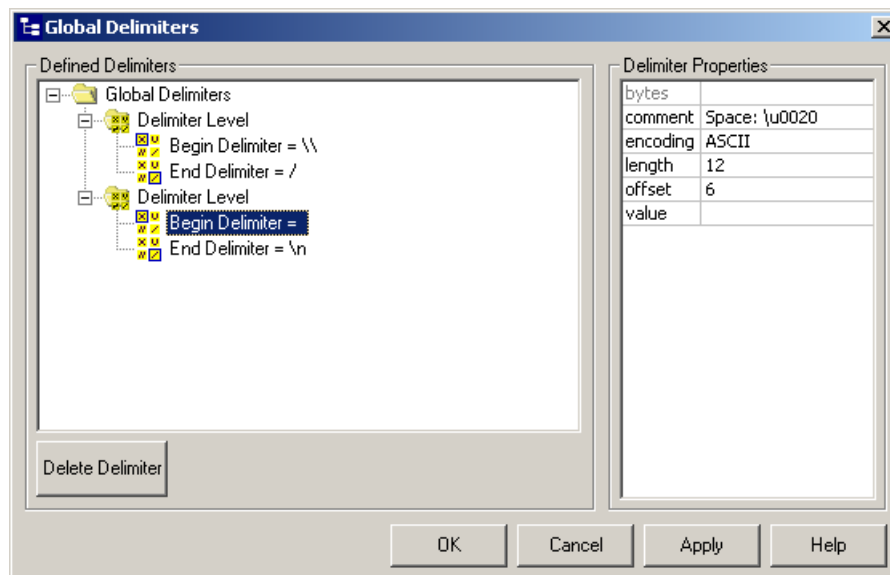 Global Delimiters
Defined Delimiters
Global Delimiters
Delimiter Level
Begin Delimiter = \\
End Delimiter = /
Delimiter Level
Begin Delimiter =
End Delimiter = \n
Delete Delimiter
Delimiter Properties
bytes
comment Space: \u0020
encoding ASCII
length 12
offset 6
value
OK Cancel Apply Help